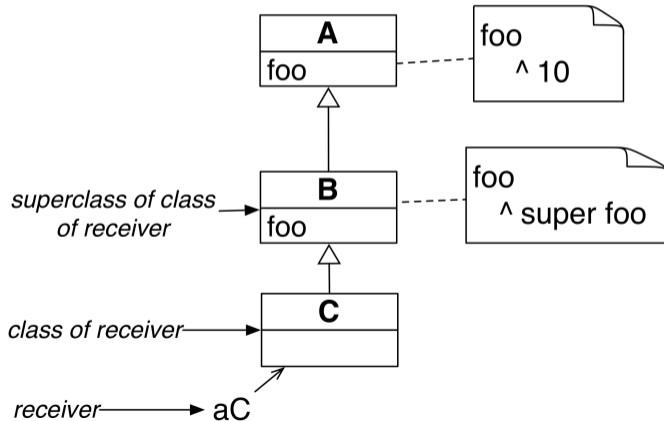 A
foo
foo
^ 10
superclass of class
of receiver
B
foo
foo
^ super foo
class of receiver
C
receiver
aC